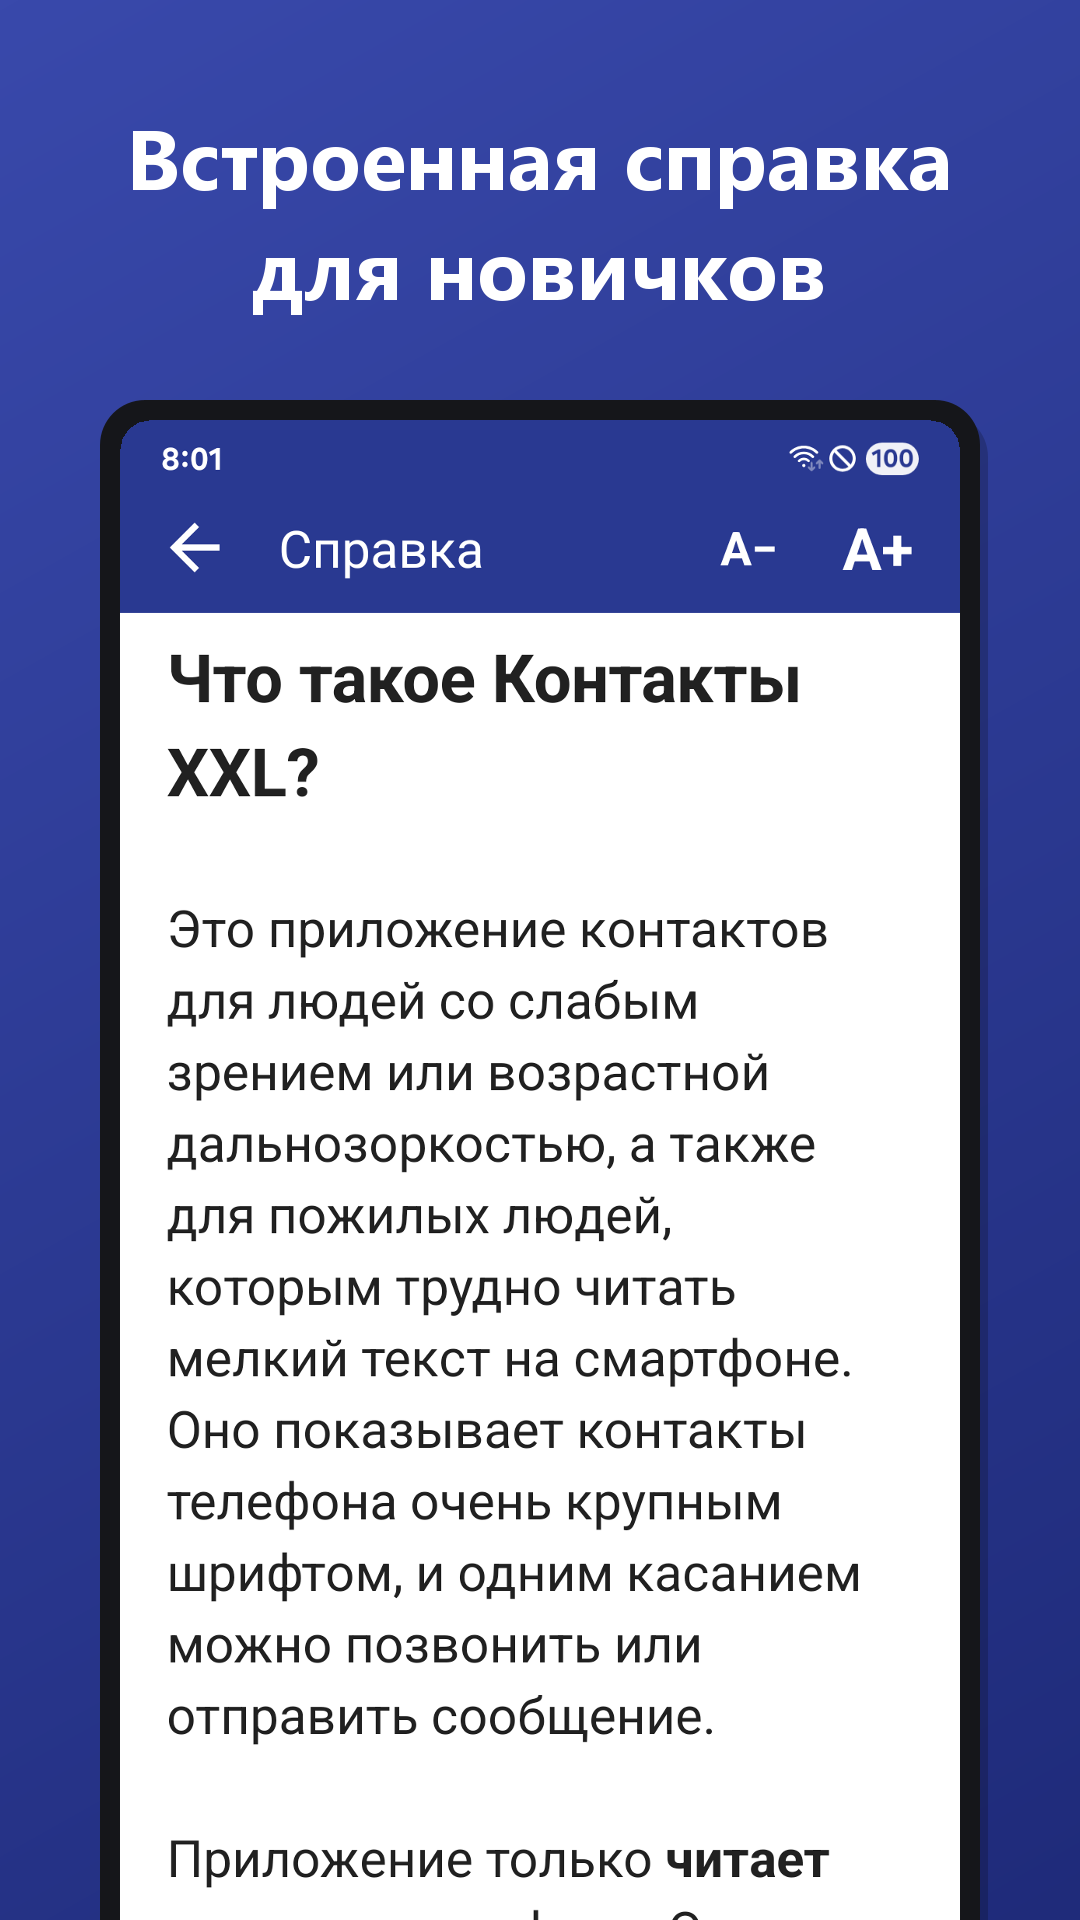 Встроенная справка
для новичков
8:01
100
Справка
A−
A+
Что такое Контакты
XXL?
Это приложение контактов
для людей со слабым
зрением или возрастной
дальнозоркостью, а также
для пожилых людей,
которым трудно читать
мелкий текст на смартфоне.
Оно показывает контакты
телефона очень крупным
шрифтом, и одним касанием
можно позвонить или
отправить сообщение.
Приложение только читает